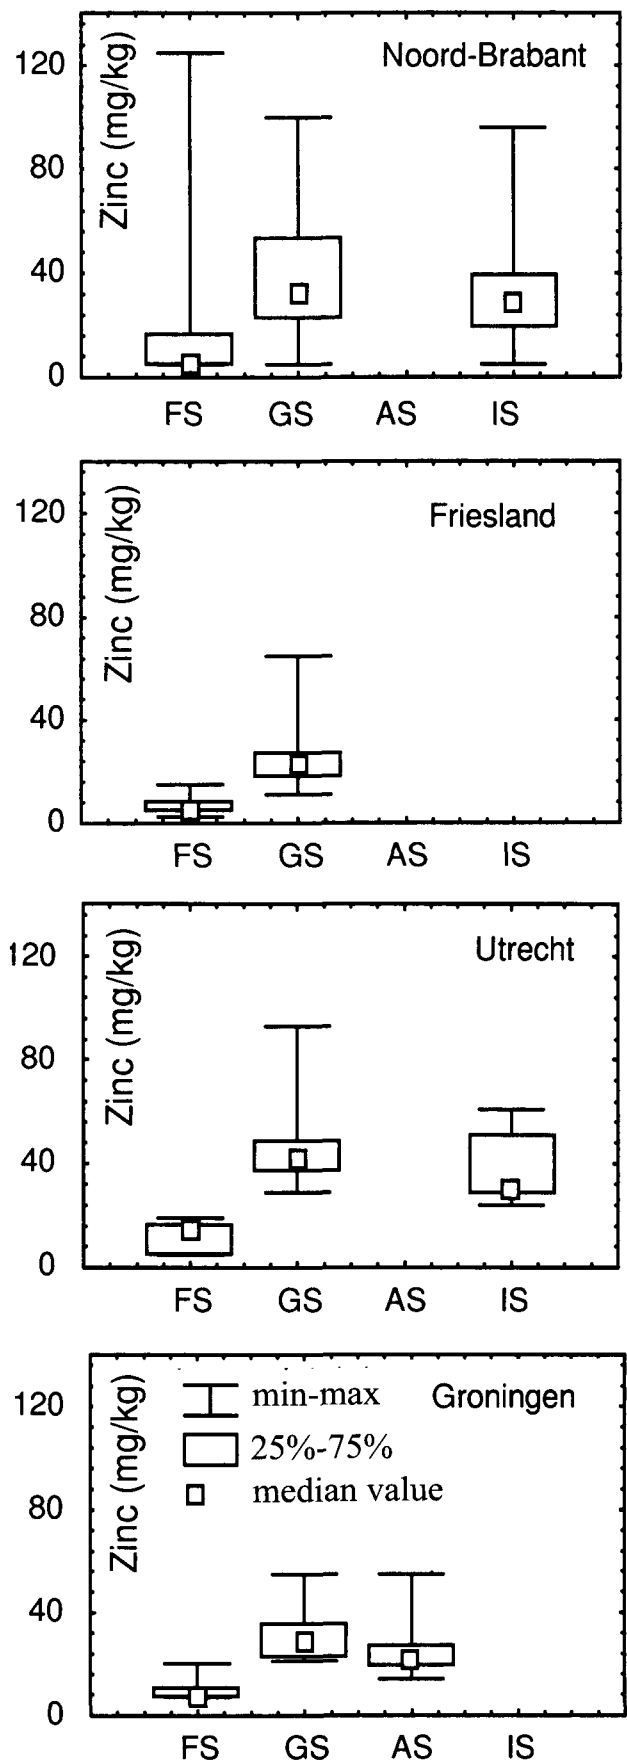 Noord-Brabant
Zinc (mg/kg)
120
80
40
0
FS GS AS IS
Friesland
Zinc (mg/kg)
120
80
40
0
FS GS AS IS
Utrecht
Zinc (mg/kg)
120
80
40
0
FS GS AS IS
Groningen
Zinc (mg/kg)
min-max
25%-75%
median value
120
80
40
0
FS GS AS IS